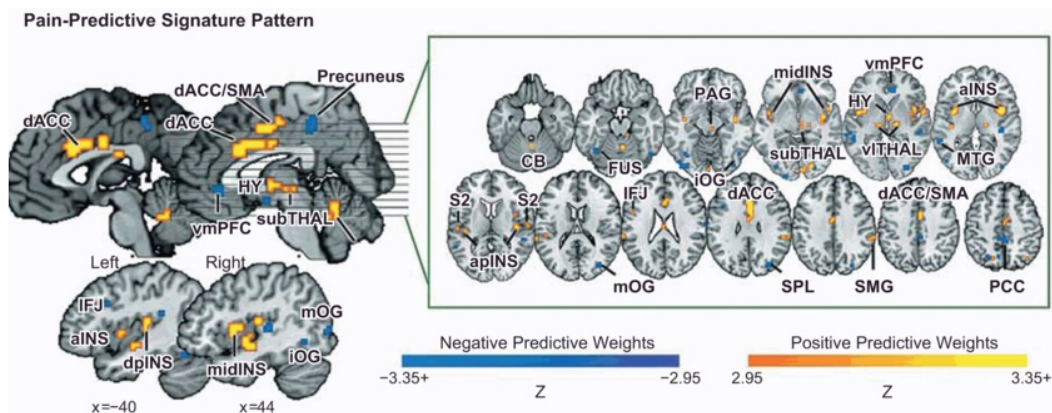 Pain-Predictive Signature Pattern
Precuneus
dACC/SMA
dACC
dACC
HY
subTHAL
vmPFC
Left
Right
IFJ
aINS
dpINS
midINS
mOG
iOG
x=−40
x=44
vmPFC
midINS
aINS
PAG
HY
CB
FUS
iOG
subTHAL
vlTHAL
MTG
S2
S2
IFJ
dACC
dACC/SMA
apINS
mOG
SPL
SMG
PCC
Negative Predictive Weights
−3.35+
−2.95
Z
Positive Predictive Weights
2.95
3.35+
Z